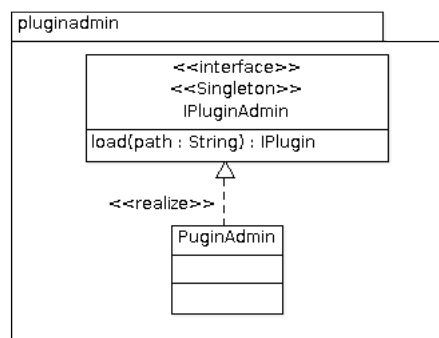 pluginadmin
<<interface>>
<<Singleton>>
IPluginAdmin
load(path : String) : IPlugin
<<realize>>
PuginAdmin